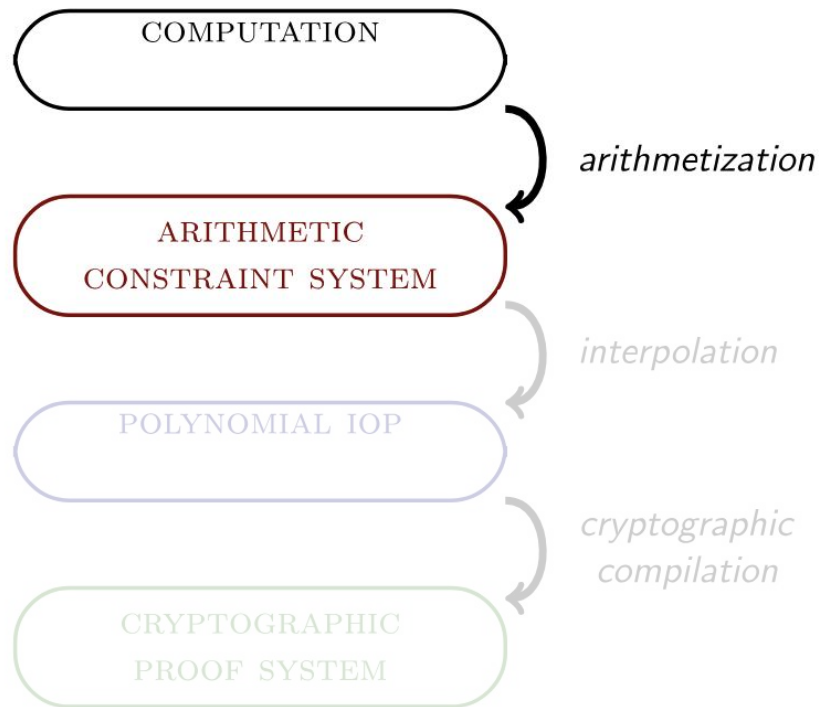 COMPUTATION
arithmetization
ARITHMETIC
CONSTRAINT SYSTEM
interpolation
POLYNOMIAL IOP
cryptographic
compilation
CRYPTOGRAPHIC
PROOF SYSTEM